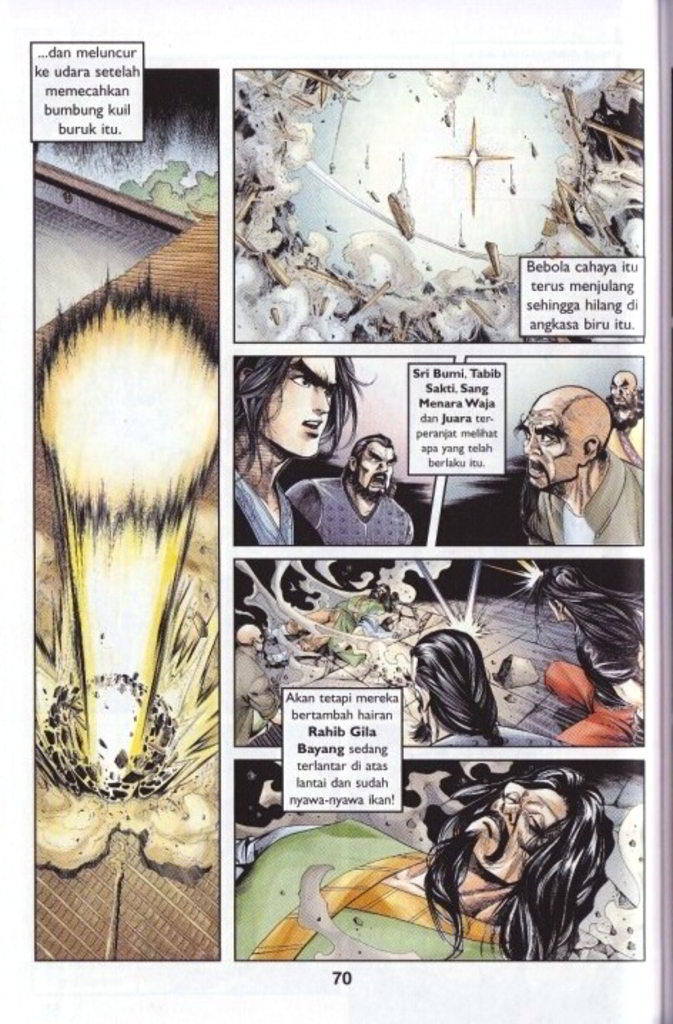 ...dan meluncur
ke udara setelah
memecahkan
bumbung kuil
buruk itu.
Bebola cahaya itu
terus menjulang
sehingga hilang di
angkasa biru itu.
Sri Bumi, Tabib
Sakti, Sang
Menara Waja
dan Juara ter-
peranjat melihat
apa yang telah
berlaku itu.
Akan tetapi mereka
bertambah hairan
Rahib Gila
Bayang sedang
terlantar di atas
lantai dan sudah
nyawa-nyawa ikan!
70